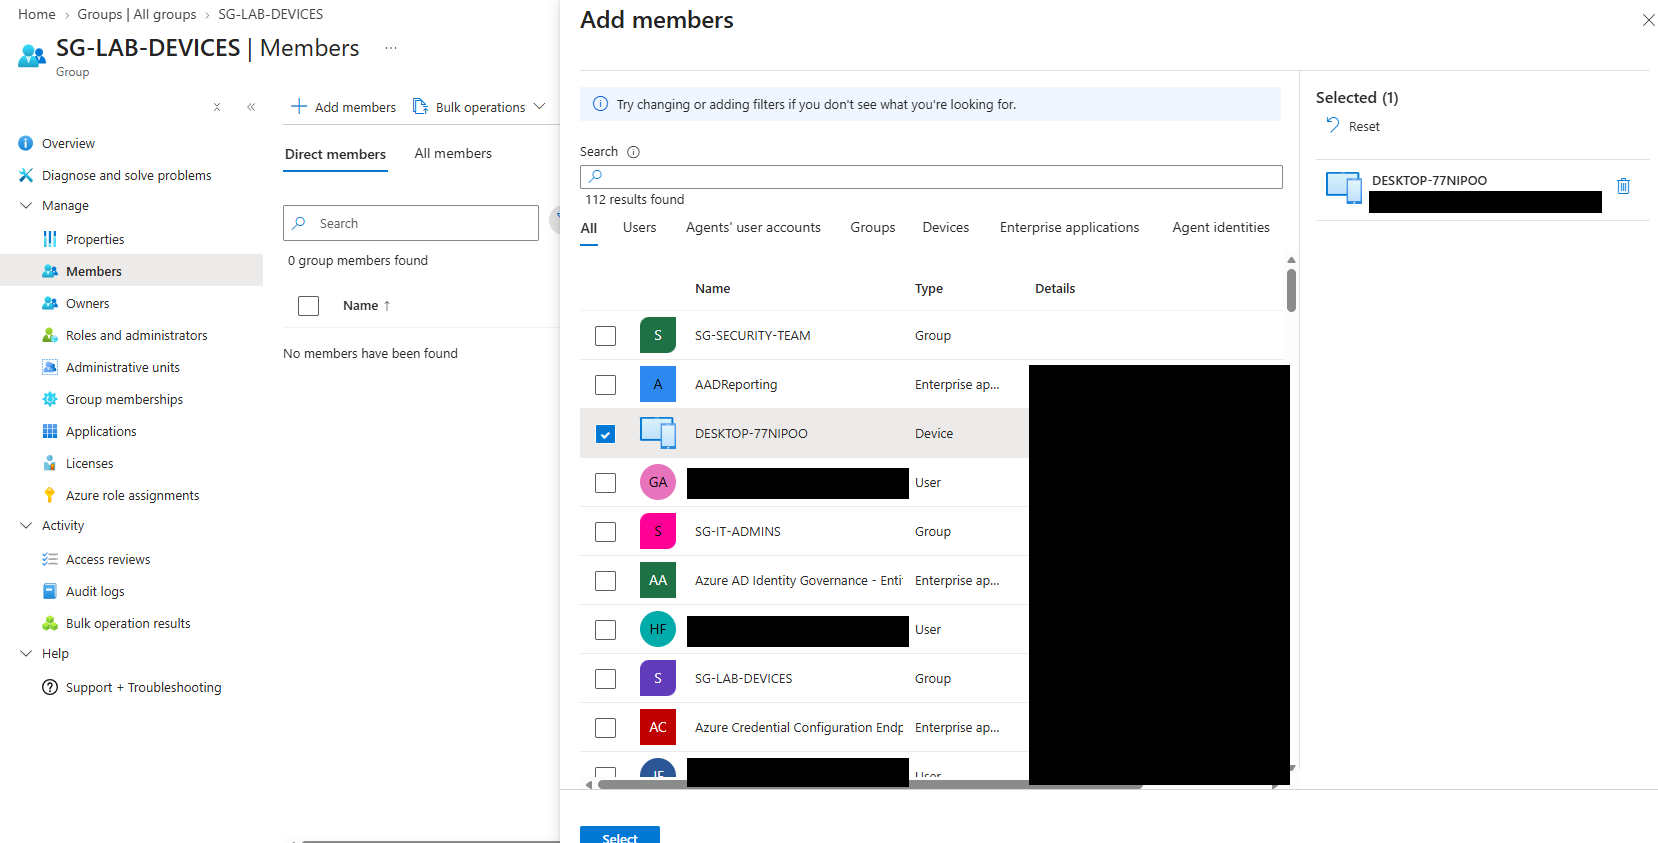 Home > Groups | All groups > SG-LAB-DEVICES
SG-LAB-DEVICES | Members ...
Group
Overview
Diagnose and solve problems
Manage
Properties
Members
Owners
Roles and administrators
Administrative units
Group memberships
Applications
Licenses
Azure role assignments
Activity
Access reviews
Audit logs
Bulk operation results
Help
Support + Troubleshooting
Add members
Bulk operations
Direct members
All members
Search
0 group members found
Name ↑
No members have been found
Add members
Try changing or adding filters if you don't see what you're looking for.
Search
112 results found
All Users Agents' user accounts Groups Devices Enterprise applications Agent identities
Name Type Details
S SG-SECURITY-TEAM Group
A AADReporting Enterprise ap...
DESKTOP-77NIPOO Device
GA User
S SG-IT-ADMINS Group
AA Azure AD Identity Governance - Enti Enterprise ap...
HF User
S SG-LAB-DEVICES Group
AC Azure Credential Configuration Endp Enterprise ap...
User
Select
Selected (1)
Reset
DESKTOP-77NIPOO